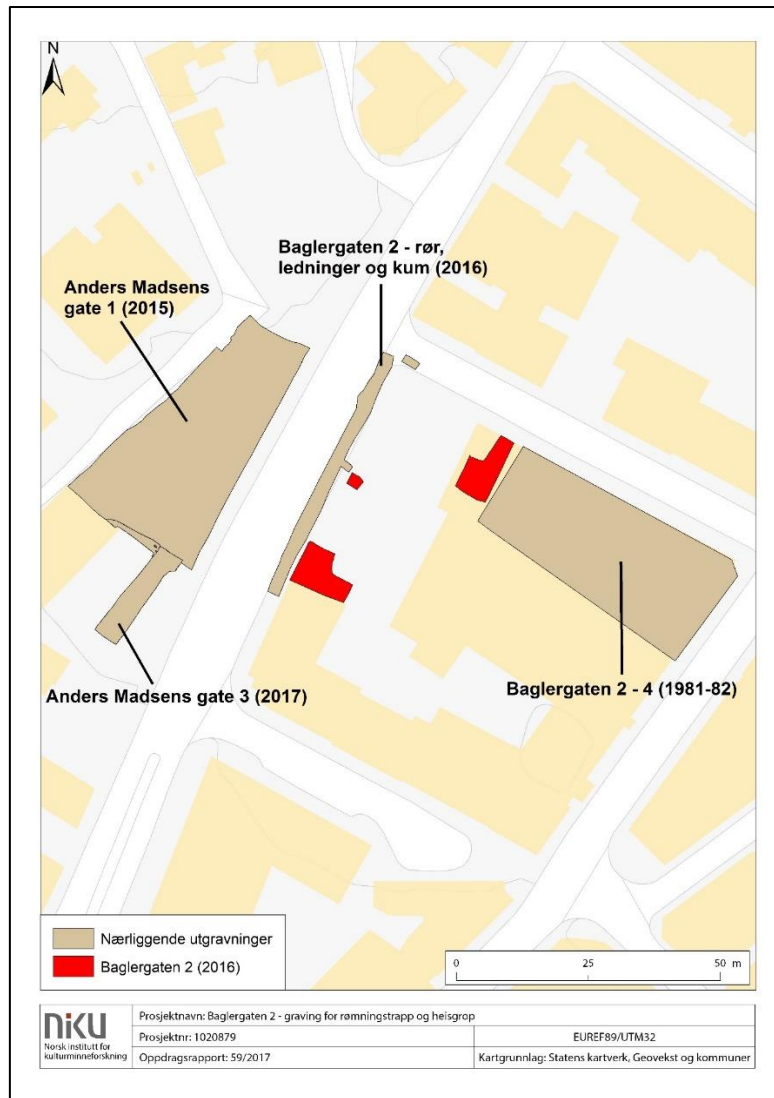 N
Baglergaten 2 - rør,
ledninger og kum (2016)
Anders Madsens
gate 1 (2015)
Anders Madsens gate 3 (2017)
Baglergaten 2 - 4 (1981-82)
Nærliggende utgravninger
Baglergaten 2 (2016)
0 25 50 m
niku
Norsk institutt for
kulturminneforskning
Prosjektnavn: Baglergaten 2 - graving for rømningstrapp og heisgrop
Prosjektnr: 1020879
EUREF89/UTM32
Oppdragsrapport: 59/2017
Kartgrunnlag: Statens kartverk, Geovekst og kommuner